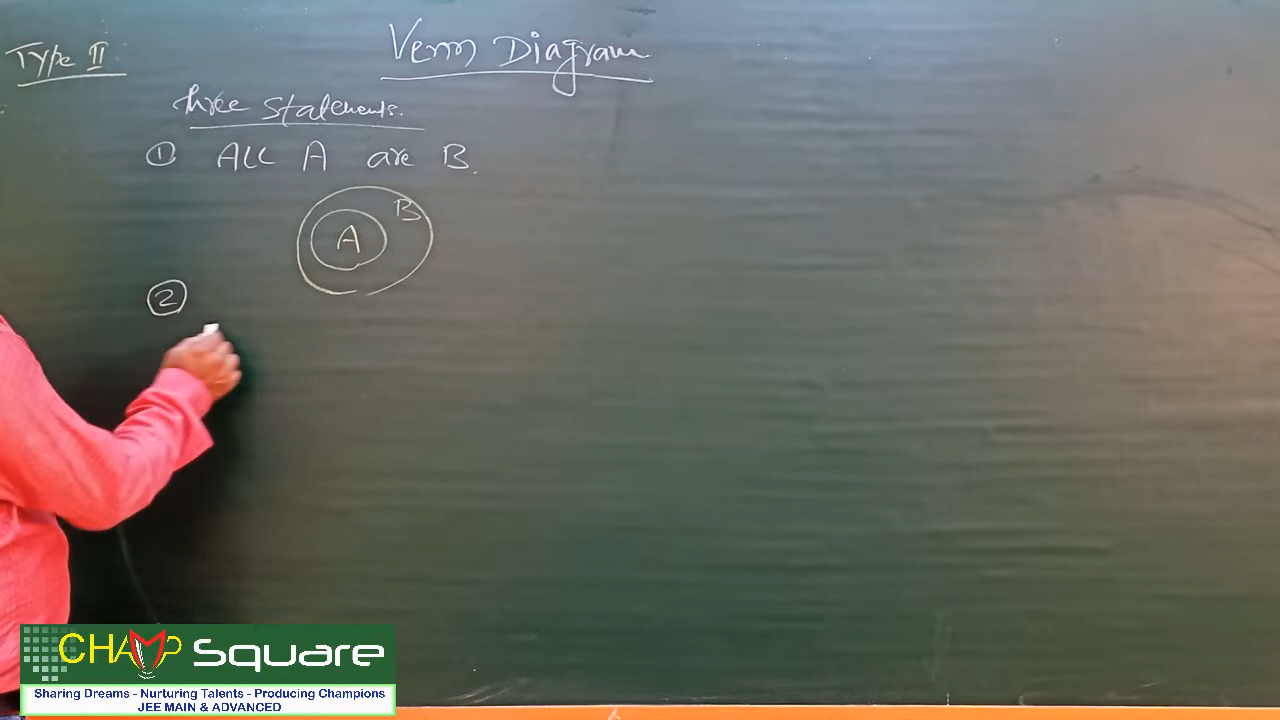 Type II
Venn Diagram
three statements.
① All A are B.
B
A
②
CHAMP Square
Sharing Dreams - Nurturing Talents - Producing Champions
JEE MAIN & ADVANCED